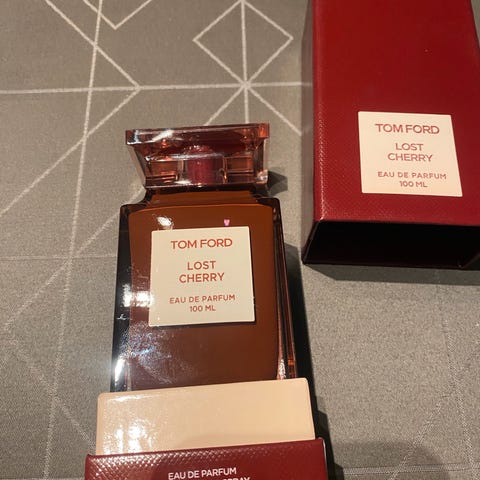 TOM FORD
LOST
CHERRY
EAU DE PARFUM
100 ML
TOM FORD
LOST
CHERRY
EAU DE PARFUM
100 ML
EAU DE PARFUM
SPRAY